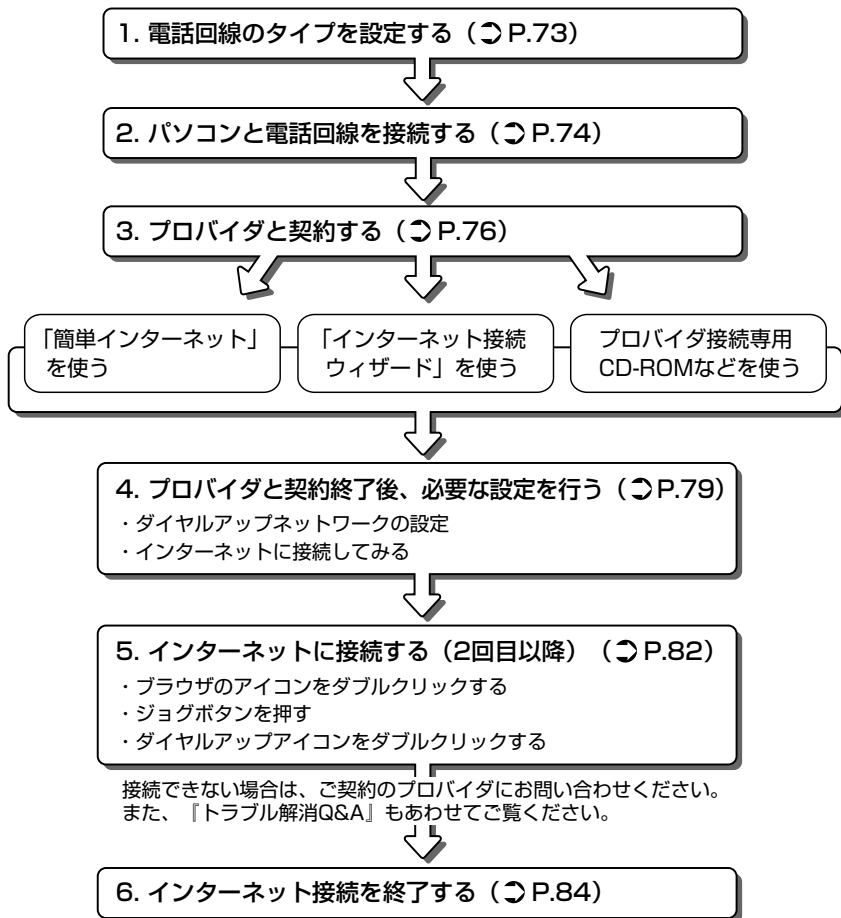 1. 電話回線のタイプを設定する（➲ P.73）
2. パソコンと電話回線を接続する（➲ P.74）
3. プロバイダと契約する（➲ P.76）
「簡単インターネット」
を使う
「インターネット接続
ウィザード」を使う
プロバイダ接続専用
CD-ROMなどを使う
4. プロバイダと契約終了後、必要な設定を行う（➲ P.79）
・ダイヤルアップネットワークの設定
・インターネットに接続してみる
5. インターネットに接続する（2回目以降）（➲ P.82）
・ブラウザのアイコンをダブルクリックする
・ジョグボタンを押す
・ダイヤルアップアイコンをダブルクリックする
接続できない場合は、ご契約のプロバイダにお問い合わせください。
また、『トラブル解消Q&A』もあわせてご覧ください。
6. インターネット接続を終了する（➲ P.84）